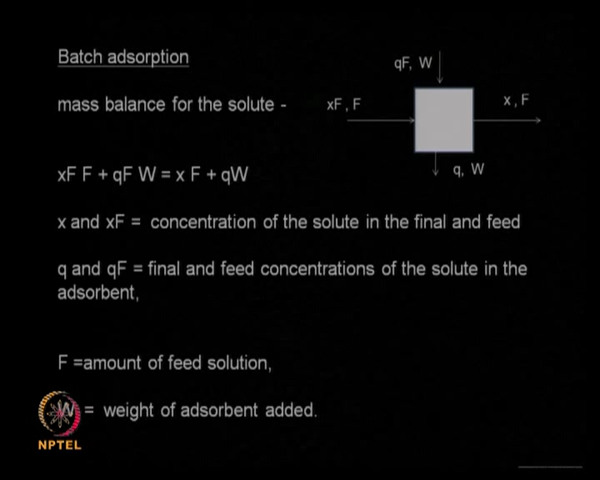 Batch adsorption
qF, W
mass balance for the solute -
xF , F
x , F
q, W
xF F + qF W = x F + qW
x and xF = concentration of the solute in the final and feed
q and qF = final and feed concentrations of the solute in the
adsorbent,
F =amount of feed solution,
W = weight of adsorbent added.
NPTEL